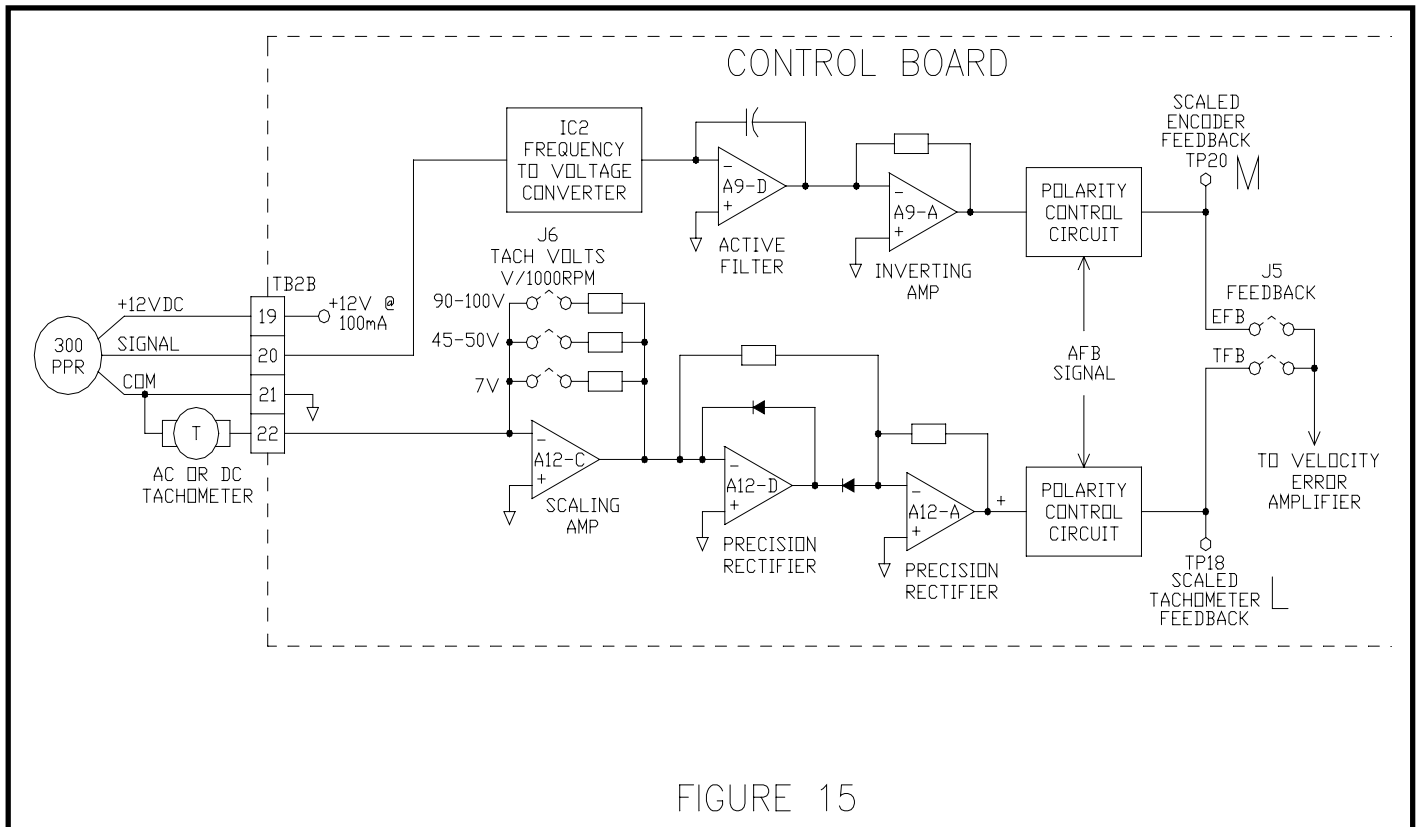 CONTROL BOARD
SCALED
ENCODER
FEEDBACK
TP20
M
IC2
FREQUENCY
TO VOLTAGE
CONVERTER
-
A9-D
+
ACTIVE
FILTER
-
A9-A
+
INVERTING
AMP
POLARITY
CONTROL
CIRCUIT
J6
TACH VOLTS
V/1000RPM
90-100V
45-50V
7V
TB2B
19
20
21
22
+12V @
100mA
300
PPR
+12VDC
SIGNAL
COM
T
AC OR DC
TACHOMETER
-
A12-C
+
SCALING
AMP
-
A12-D
+
PRECISION
RECTIFIER
-
A12-A
+
PRECISION
RECTIFIER
+
AFB
SIGNAL
POLARITY
CONTROL
CIRCUIT
J5
FEEDBACK
EFB
TFB
TO VELOCITY
ERROR
AMPLIFIER
TP18
SCALED
TACHOMETER
FEEDBACK
L
FIGURE 15